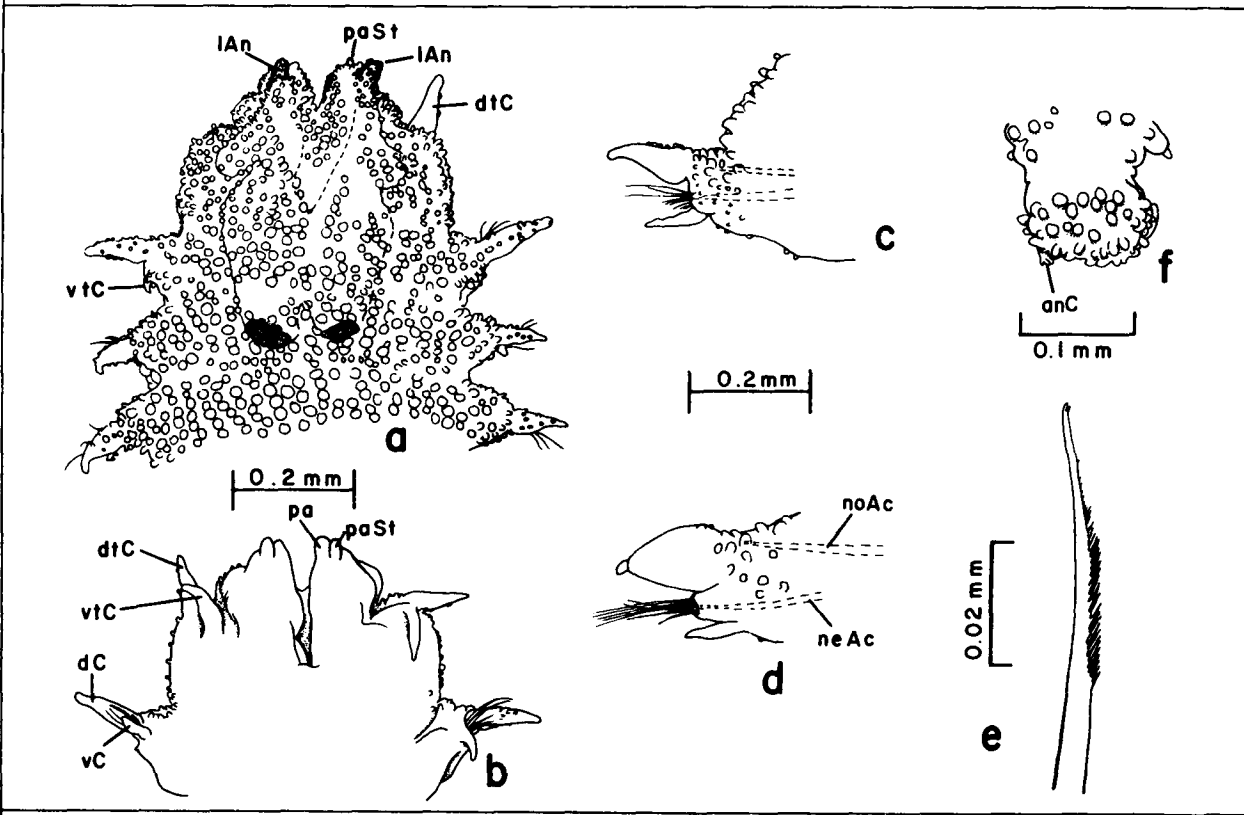 lAn
paSt
lAn
dtC
vtC
a
0.2 mm
pa
paSt
dtC
vtC
dC
vC
b
c
0.2 mm
noAc
neAc
d
anC
f
0.1 mm
0.02 mm
e